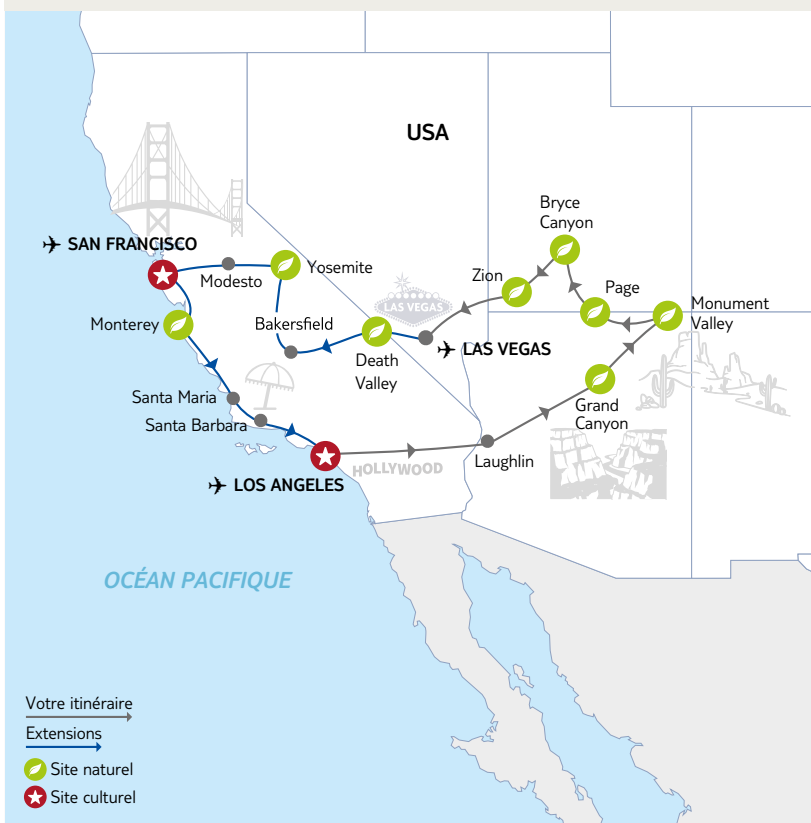 USA
Bryce
Canyon
SAN FRANCISCO
Yosemite
Zion
Modesto
Page
LAS VEGAS
Monument
Valley
Monterey
Bakersfield
LAS VEGAS
Death
Valley
Santa Maria
Grand
Canyon
Santa Barbara
Laughlin
HOLLYWOOD
LOS ANGELES
OCÉAN PACIFIQUE
Votre itinéraire
Extensions
Site naturel
Site culturel